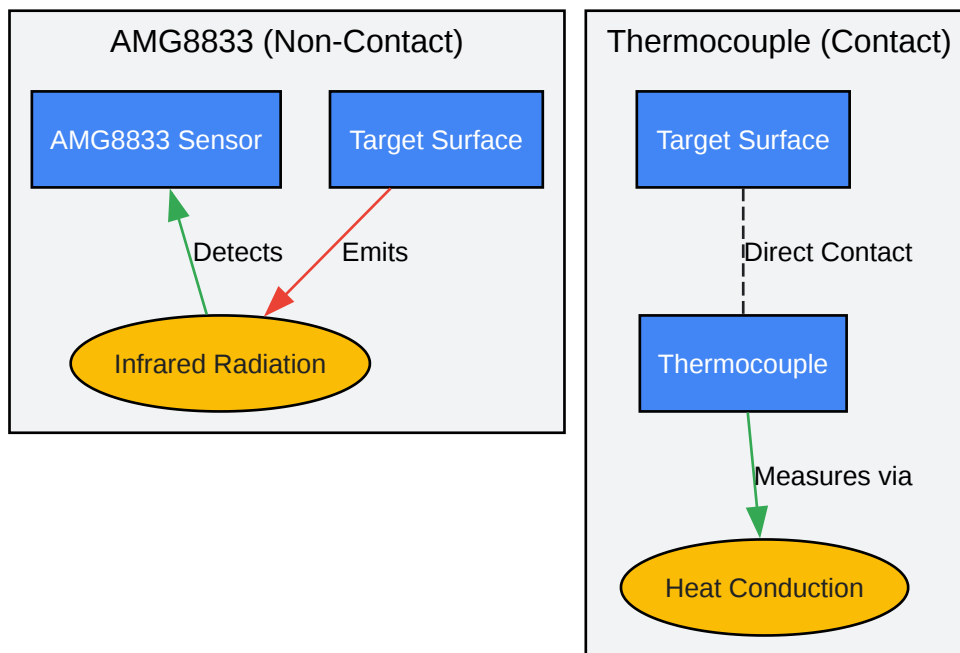 AMG8833 (Non-Contact)
AMG8833 Sensor
Target Surface
Detects
Emits
Infrared Radiation
Thermocouple (Contact)
Target Surface
Direct Contact
Thermocouple
Measures via
Heat Conduction